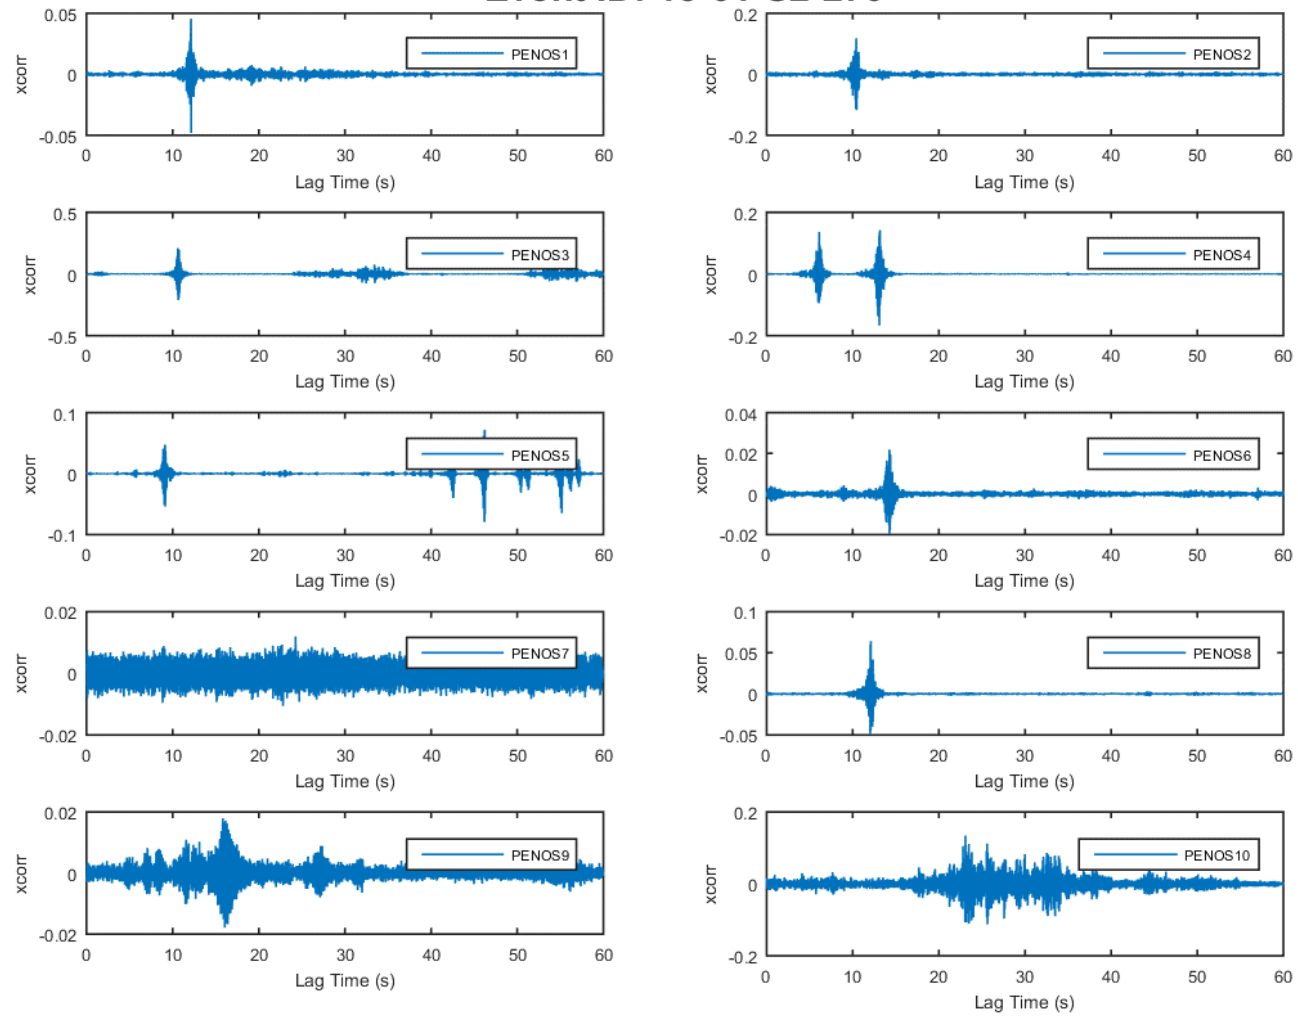 0.05
PENOS1
xcorr
0
-0.05
0 10 20 30 40 50 60
Lag Time (s)
0.2
PENOS2
xcorr
0
-0.2
0 10 20 30 40 50 60
Lag Time (s)
0.5
PENOS3
xcorr
0
-0.5
0 10 20 30 40 50 60
Lag Time (s)
0.2
PENOS4
xcorr
0
-0.2
0 10 20 30 40 50 60
Lag Time (s)
0.1
PENOS5
xcorr
0
-0.1
0 10 20 30 40 50 60
Lag Time (s)
0.04
0.02
PENOS6
xcorr
0
-0.02
0 10 20 30 40 50 60
Lag Time (s)
0.02
PENOS7
xcorr
0
-0.02
0 10 20 30 40 50 60
Lag Time (s)
0.1
0.05
PENOS8
xcorr
0
-0.05
0 10 20 30 40 50 60
Lag Time (s)
0.02
PENOS9
xcorr
0
-0.02
0 10 20 30 40 50 60
Lag Time (s)
0.2
PENOS10
xcorr
0
-0.2
0 10 20 30 40 50 60
Lag Time (s)